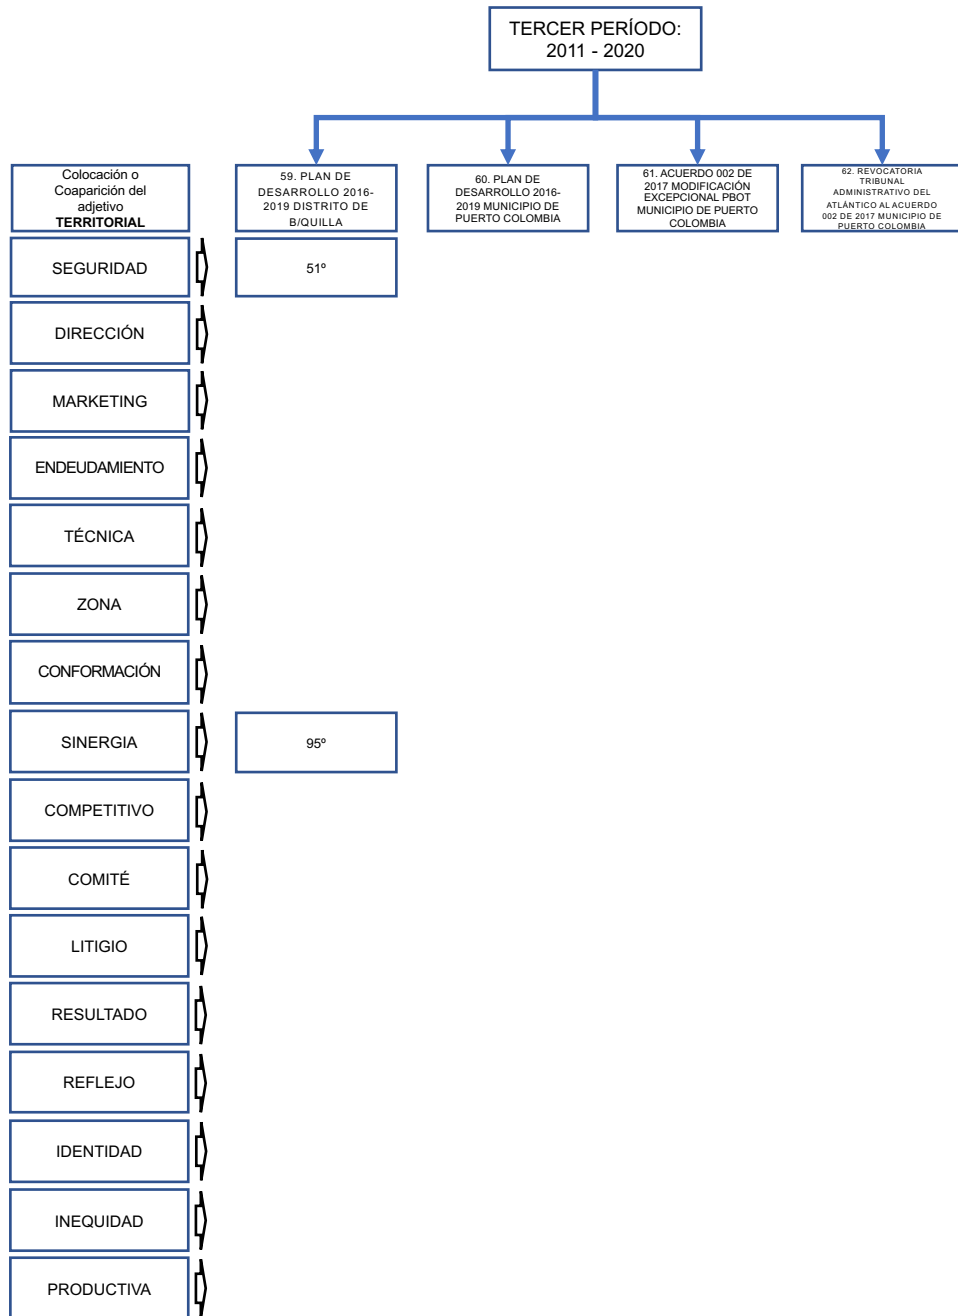 TERCER PERÍODO:
2011 - 2020
Colocación o
Coaparición del
adjetivo
TERRITORIAL
59. PLAN DE
DESARROLLO 2016-
2019 DISTRITO DE
B/QUILLA
60. PLAN DE
DESARROLLO 2016-
2019 MUNICIPIO DE
PUERTO COLOMBIA
61. ACUERDO 002 DE
2017 MODIFICACIÓN
EXCEPCIONAL PBOT
MUNICIPIO DE PUERTO
COLOMBIA
62. REVOCATORIA
TRIBUNAL
ADMINISTRATIVO DEL
ATLÁNTICO AL ACUERDO
002 DE 2017 MUNICIPIO DE
PUERTO COLOMBIA
SEGURIDAD
51º
DIRECCIÓN
MARKETING
ENDEUDAMIENTO
TÉCNICA
ZONA
CONFORMACIÓN
SINERGIA
95º
COMPETITIVO
COMITÉ
LITIGIO
RESULTADO
REFLEJO
IDENTIDAD
INEQUIDAD
PRODUCTIVA